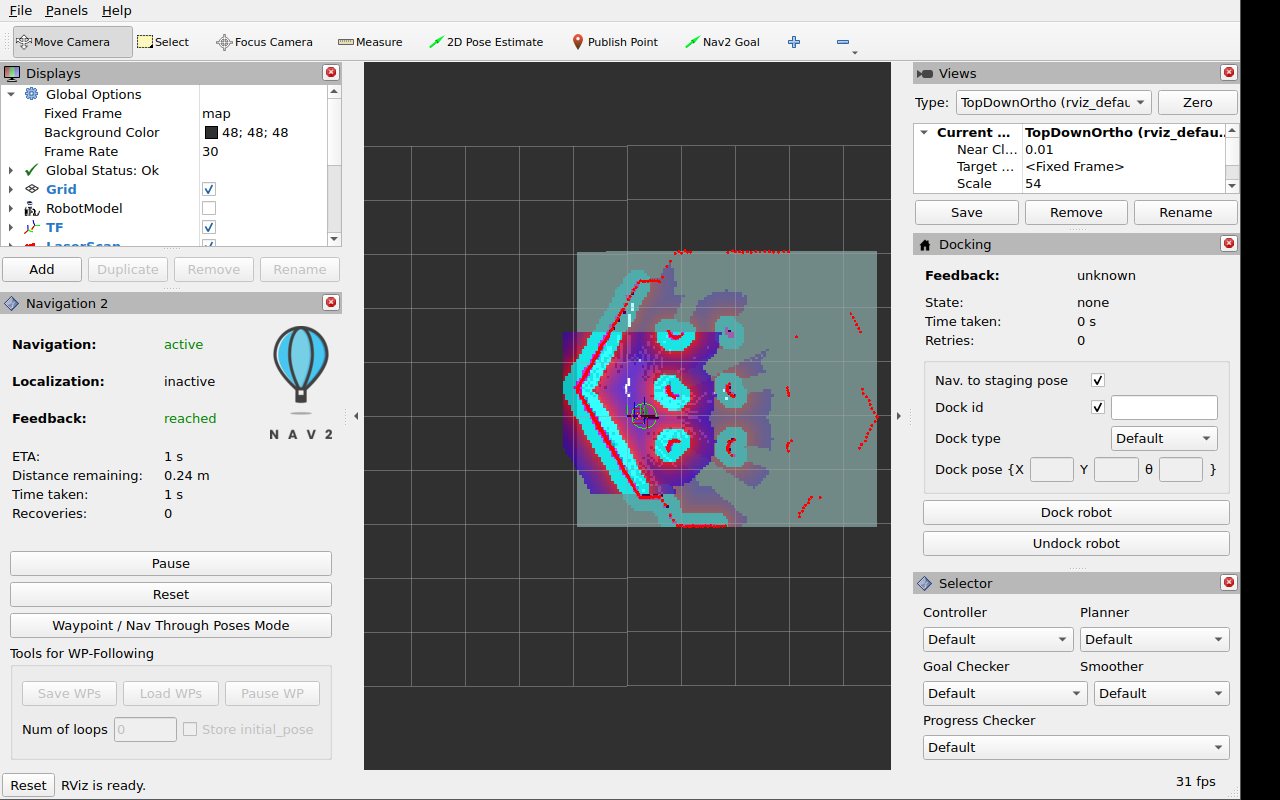 File Panels Help
Move Camera Select Focus Camera Measure 2D Pose Estimate Publish Point Nav2 Goal
Displays
Global Options
Fixed Frame map
Background Color 48; 48; 48
Frame Rate 30
Global Status: Ok
Grid
RobotModel
TF
LaserScan
Add Duplicate Remove Rename
Navigation 2
Navigation: active
Localization: inactive
Feedback: reached
NAV2
ETA: 1 s
Distance remaining: 0.24 m
Time taken: 1 s
Recoveries: 0
Pause
Reset
Waypoint / Nav Through Poses Mode
Tools for WP-Following
Save WPs Load WPs Pause WP
Num of loops 0 Store initial_pose
Reset RViz is ready.
Views
Type: TopDownOrtho (rviz_defau Zero
Current ... TopDownOrtho (rviz_defau...
Near Cl... 0.01
Target ... <Fixed Frame>
Scale 54
Save Remove Rename
Docking
Feedback: unknown
State: none
Time taken: 0 s
Retries: 0
Nav. to staging pose
Dock id
Dock type Default
Dock pose {X Y θ }
Dock robot
Undock robot
Selector
Controller Planner
Default Default
Goal Checker Smoother
Default Default
Progress Checker
Default
31 fps